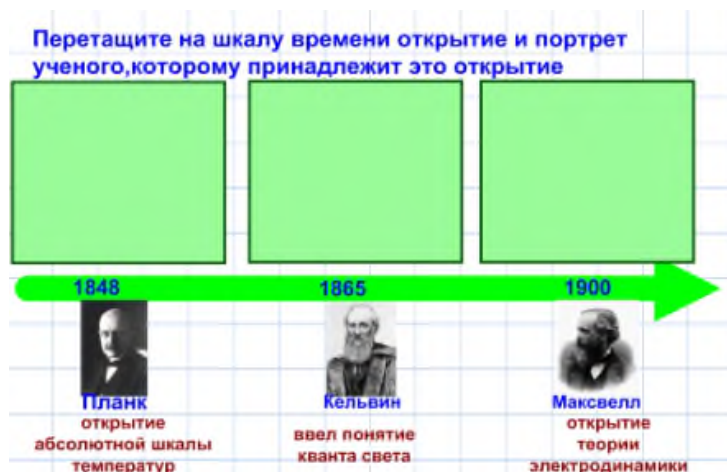 Перетащите на шкалу времени открытие и портрет
ученого,которому принадлежит это открытие
1848 1865 1900
Планк Кельвин Максвелл
открытие
абсолютной шкалы
температур
ввел понятие
кванта света
открытие
теории
электродинамики